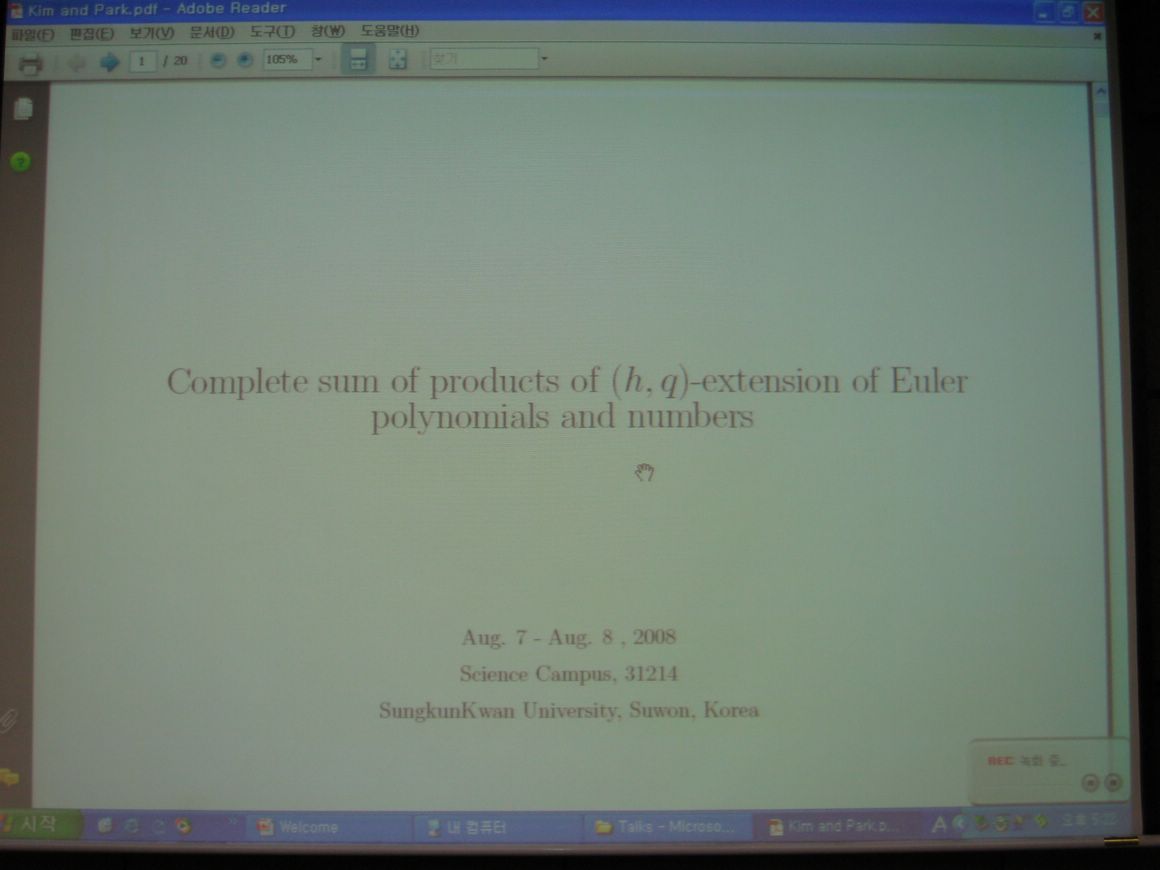 Kim and Park.pdf - Adobe Reader
파일(F) 편집(E) 보기(V) 문서(D) 도구(T) 창(W) 도움말(H)
1 / 20 105% 찾기
Complete sum of products of (h, q)-extension of Euler
polynomials and numbers
Aug. 7 - Aug. 8 , 2008
Science Campus, 31214
SungkunKwan University, Suwon, Korea
REC 녹화 중...
시작 Welcome 내 컴퓨터 Talks - Microso... Kim and Park.p... A 오후 5:22